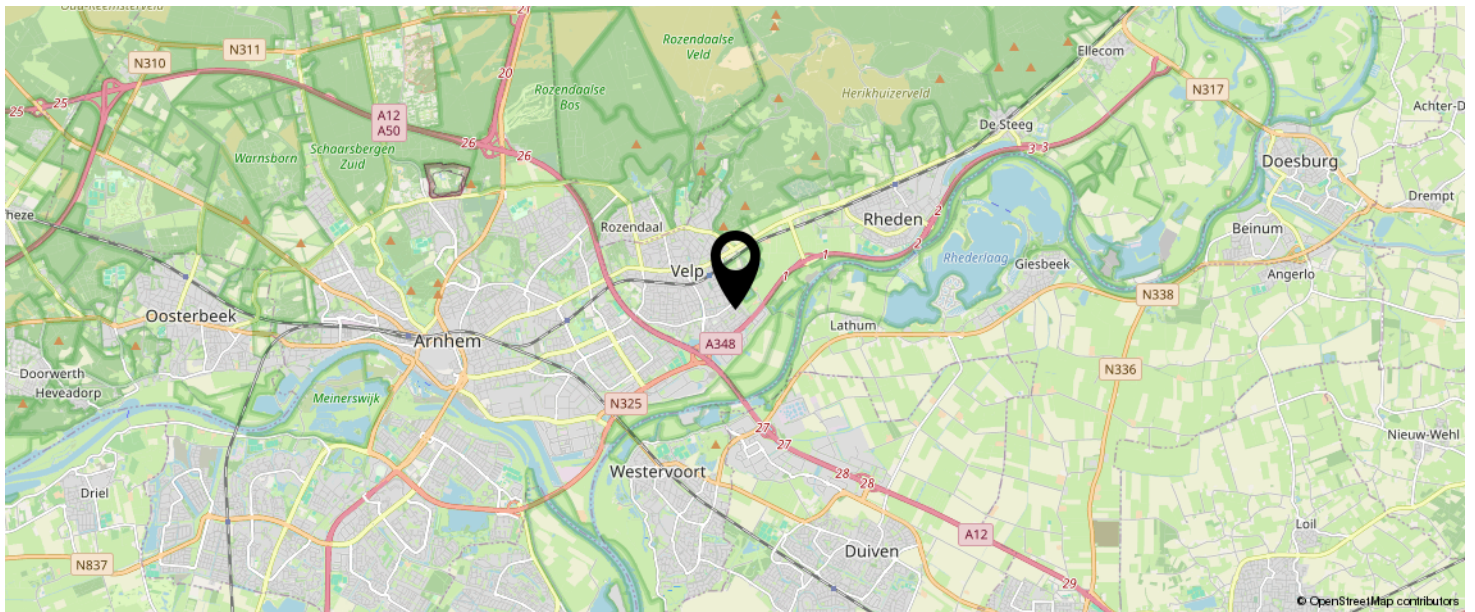 21
N311
N310
20
25
25
A12
A50
26
26
Rozendaalse
Veld
Rozendaalse
Bos
Herikhuizerveld
Ellecom
N317
Achter-D
De Steeg
3
3
Doesburg
Warnsborn
Schaarsbergen
Zuid
Drempt
heze
Rozendaal
Rheden
2
2
Beinum
Velp
1
1
Rhederlaag
Giesbeek
Angerlo
N338
Oosterbeek
Arnhem
A348
Lathum
Doorwerth
Heveadorp
N336
Meinerswijk
N325
27
27
Nieuw-Wehl
Westervoort
28
28
Driel
Loil
A12
Duiven
N837
29
© OpenStreetMap contributors